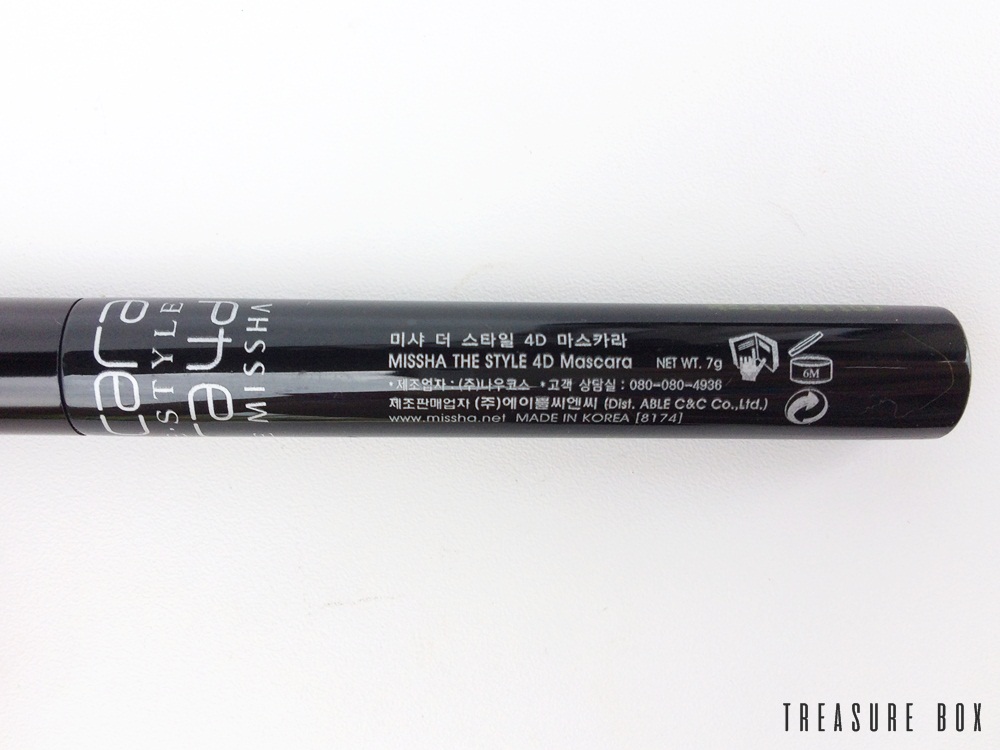 STYLE
MISSHA
미샤 더 스타일 4D 마스카라
MISSHA THE STYLE 4D Mascara NET WT. 7g
•제조업자 : (주)나우코스 •고객 상담실 : 080-080-4936
제조판매업자 (주)에이블씨엔씨 (Dist. ABLE C&C Co.,Ltd.)
www.missha.net MADE IN KOREA [8174]
6M
TREASURE BOX